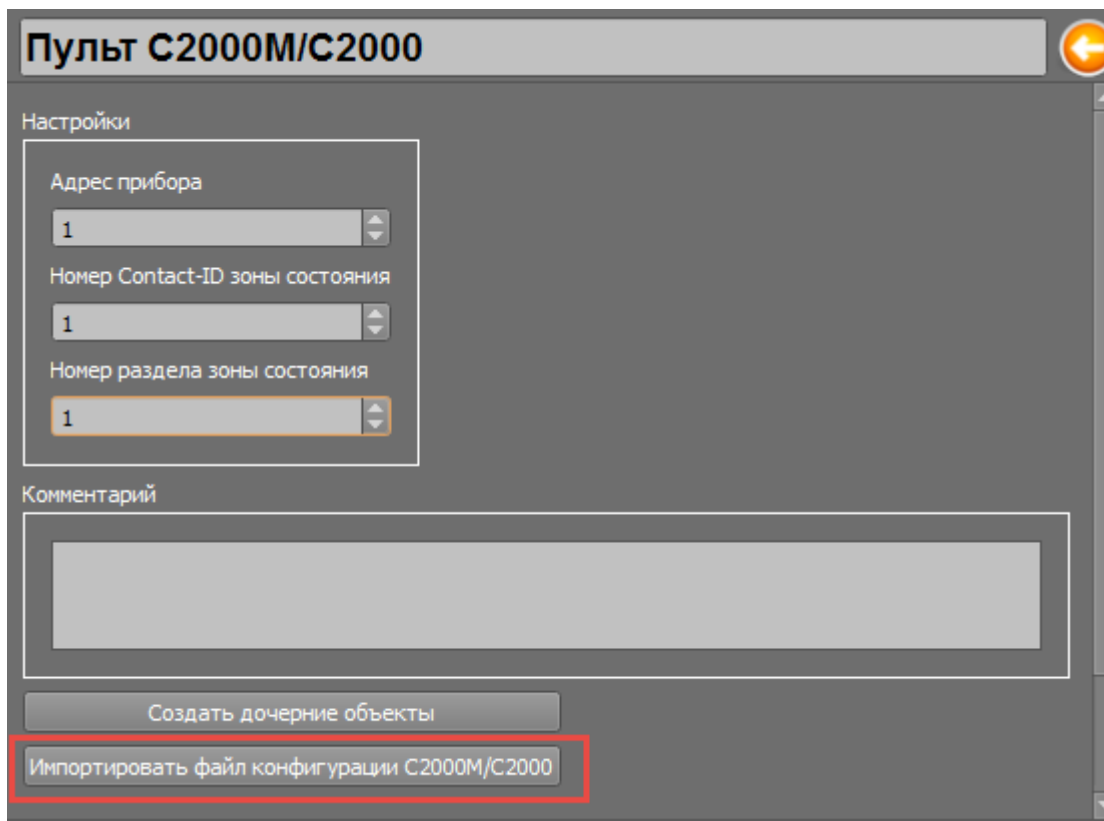 Пульт С2000М/С2000
Настройки
Адрес прибора
1
Номер Contact-ID зоны состояния
1
Номер раздела зоны состояния
1
Комментарий
Создать дочерние объекты
Импортировать файл конфигурации С2000М/С2000